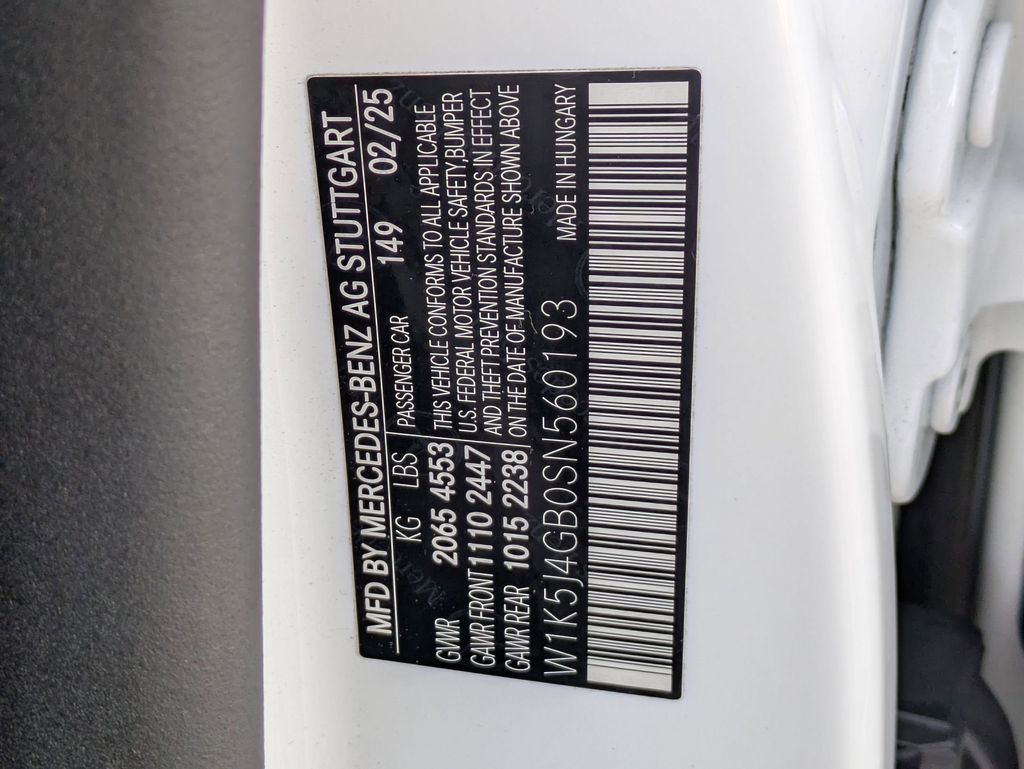 MFD BY MERCEDES-BENZ AG STUTTGART
KG LBS PASSENGER CAR 149 02/25
GVWR 2065 4553 THIS VEHICLE CONFORMS TO ALL APPLICABLE
GAWR FRONT 1110 2447 U.S. FEDERAL MOTOR VEHICLE SAFETY,BUMPER
GAWR REAR 1015 2238 AND THEFT PREVENTION STANDARDS IN EFFECT
ON THE DATE OF MANUFACTURE SHOWN ABOVE
W1K5J4GB0SN560193 MADE IN HUNGARY